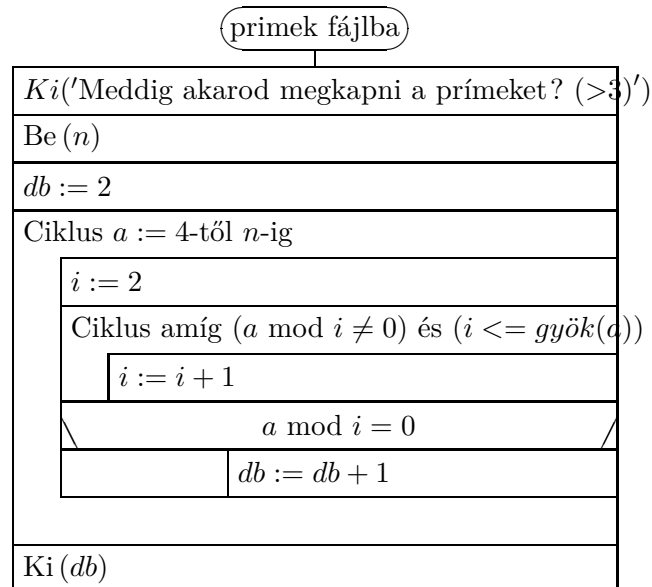 primek fájlba
Ki('Meddig akarod megkapni a prímeket? (>3)')
Be (n)
db := 2
Ciklus a := 4-től n-ig
i := 2
Ciklus amíg (a mod i ≠ 0) és (i <= gyök(a))
i := i + 1
a mod i = 0
db := db + 1
Ki (db)